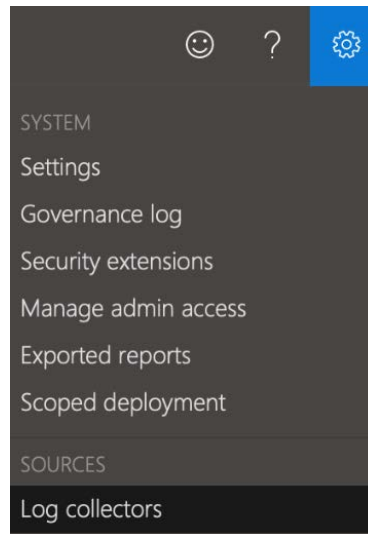 ?
SYSTEM
Settings
Governance log
Security extensions
Manage admin access
Exported reports
Scoped deployment
SOURCES
Log collectors